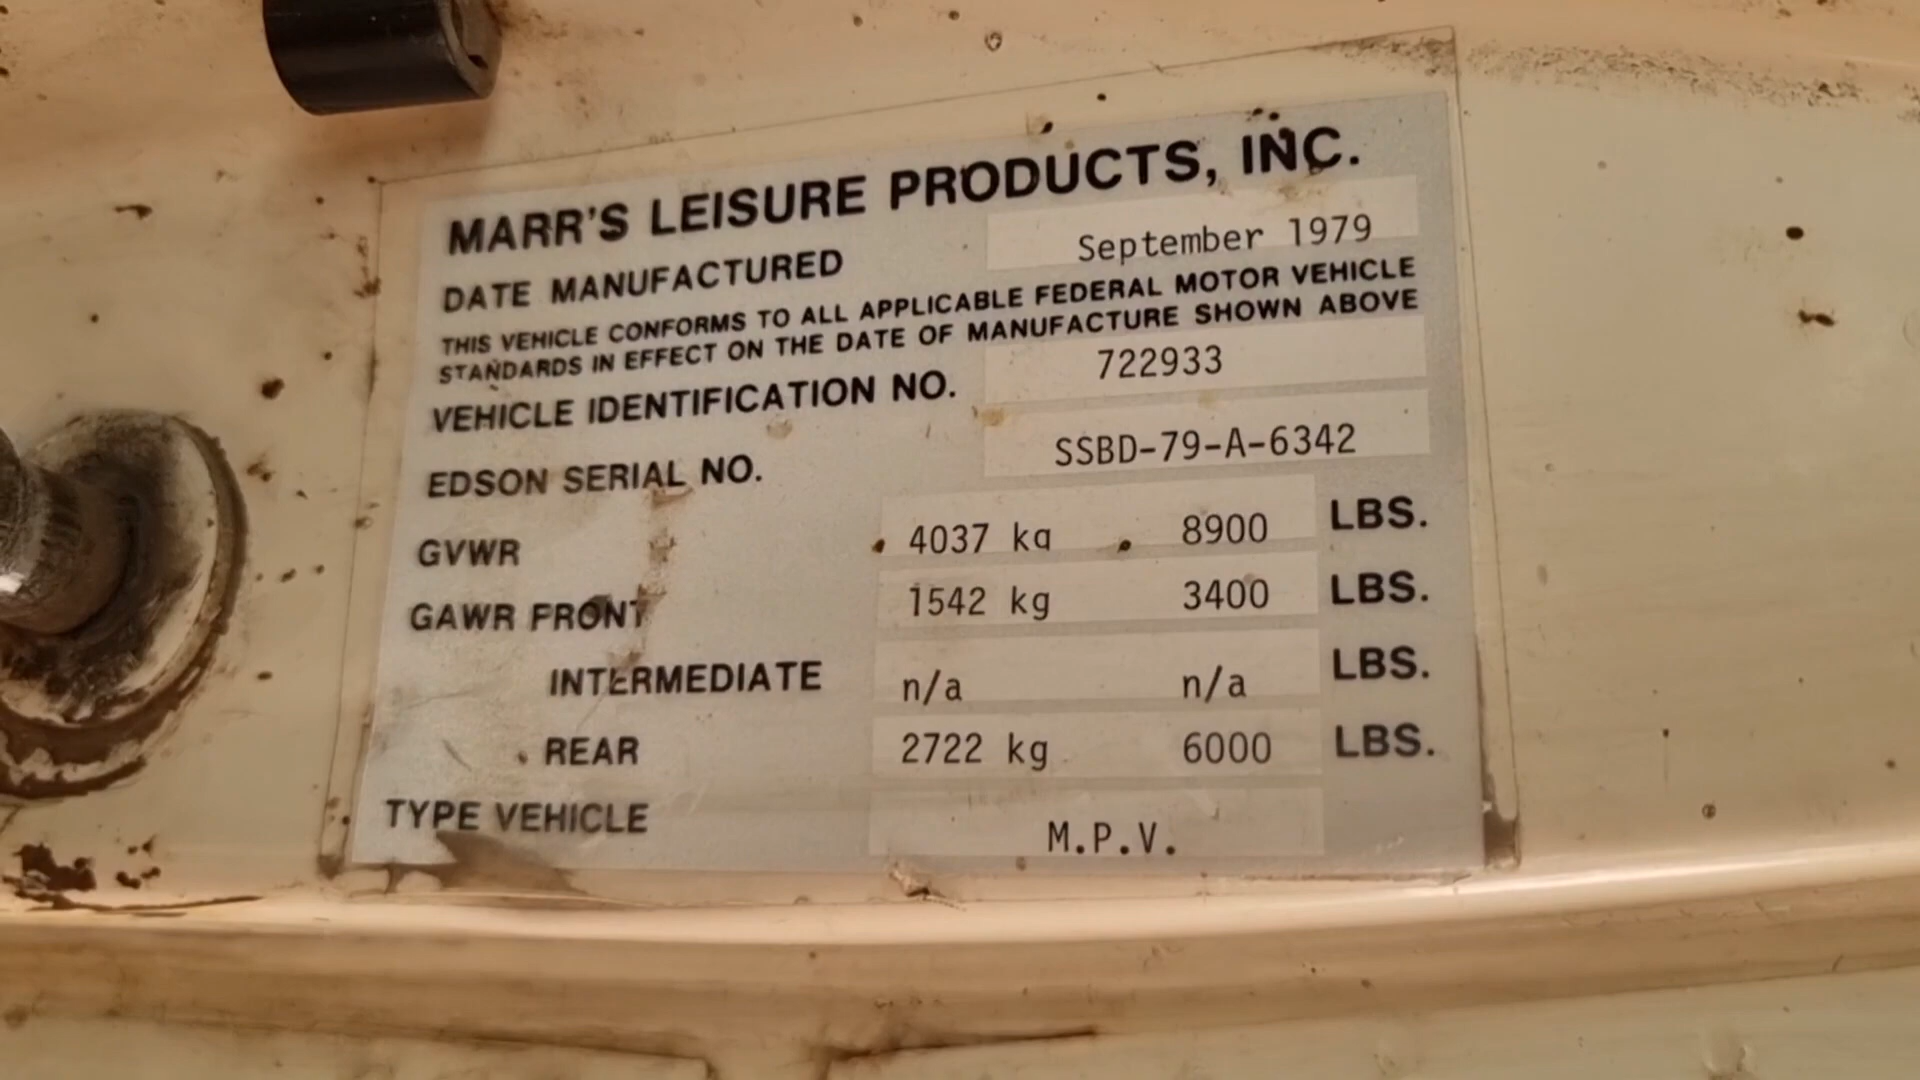 MARR'S LEISURE PRODUCTS, INC.
DATE MANUFACTURED September 1979
THIS VEHICLE CONFORMS TO ALL APPLICABLE FEDERAL MOTOR VEHICLE
STANDARDS IN EFFECT ON THE DATE OF MANUFACTURE SHOWN ABOVE
VEHICLE IDENTIFICATION NO. 722933
EDSON SERIAL NO. SSBD-79-A-6342
GVWR 4037 kg 8900 LBS.
GAWR FRONT 1542 kg 3400 LBS.
INTERMEDIATE n/a n/a LBS.
REAR 2722 kg 6000 LBS.
TYPE VEHICLE M.P.V.